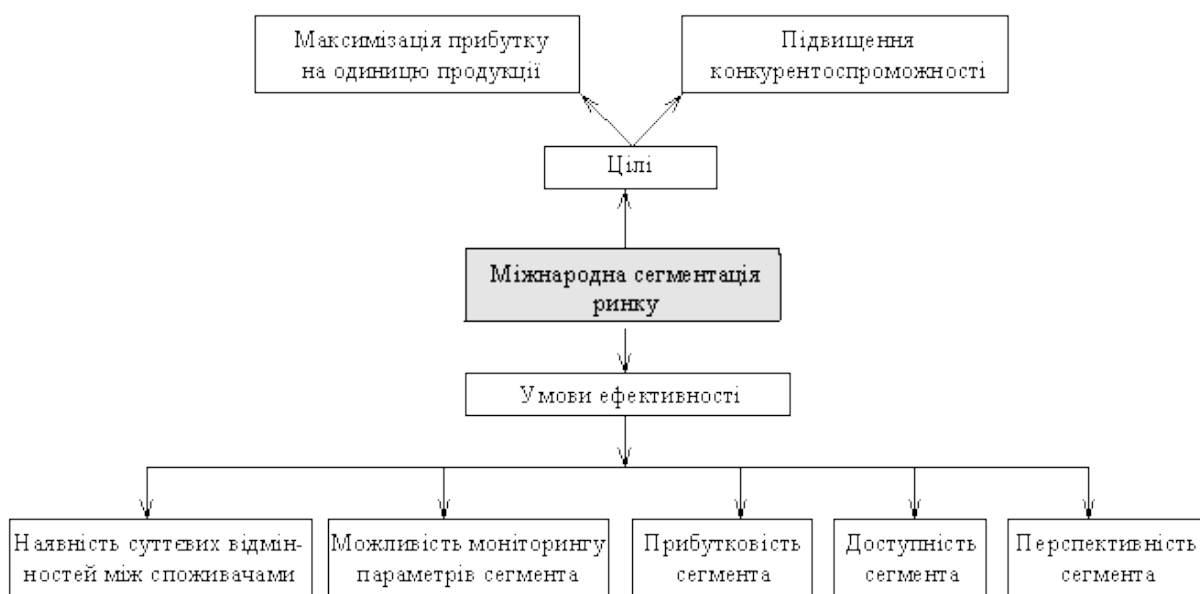 Максимізація прибутку
на одиницю продукції
Підвищення
конкурентоспроможності
Цілі
Міжнародна сегментація
ринку
Умови ефективності
Наявність суттєвих відмін-
ностей між споживачами
Можливість моніторингу
параметрів сегмента
Прибутковість
сегмента
Доступність
сегмента
Перспективність
сегмента